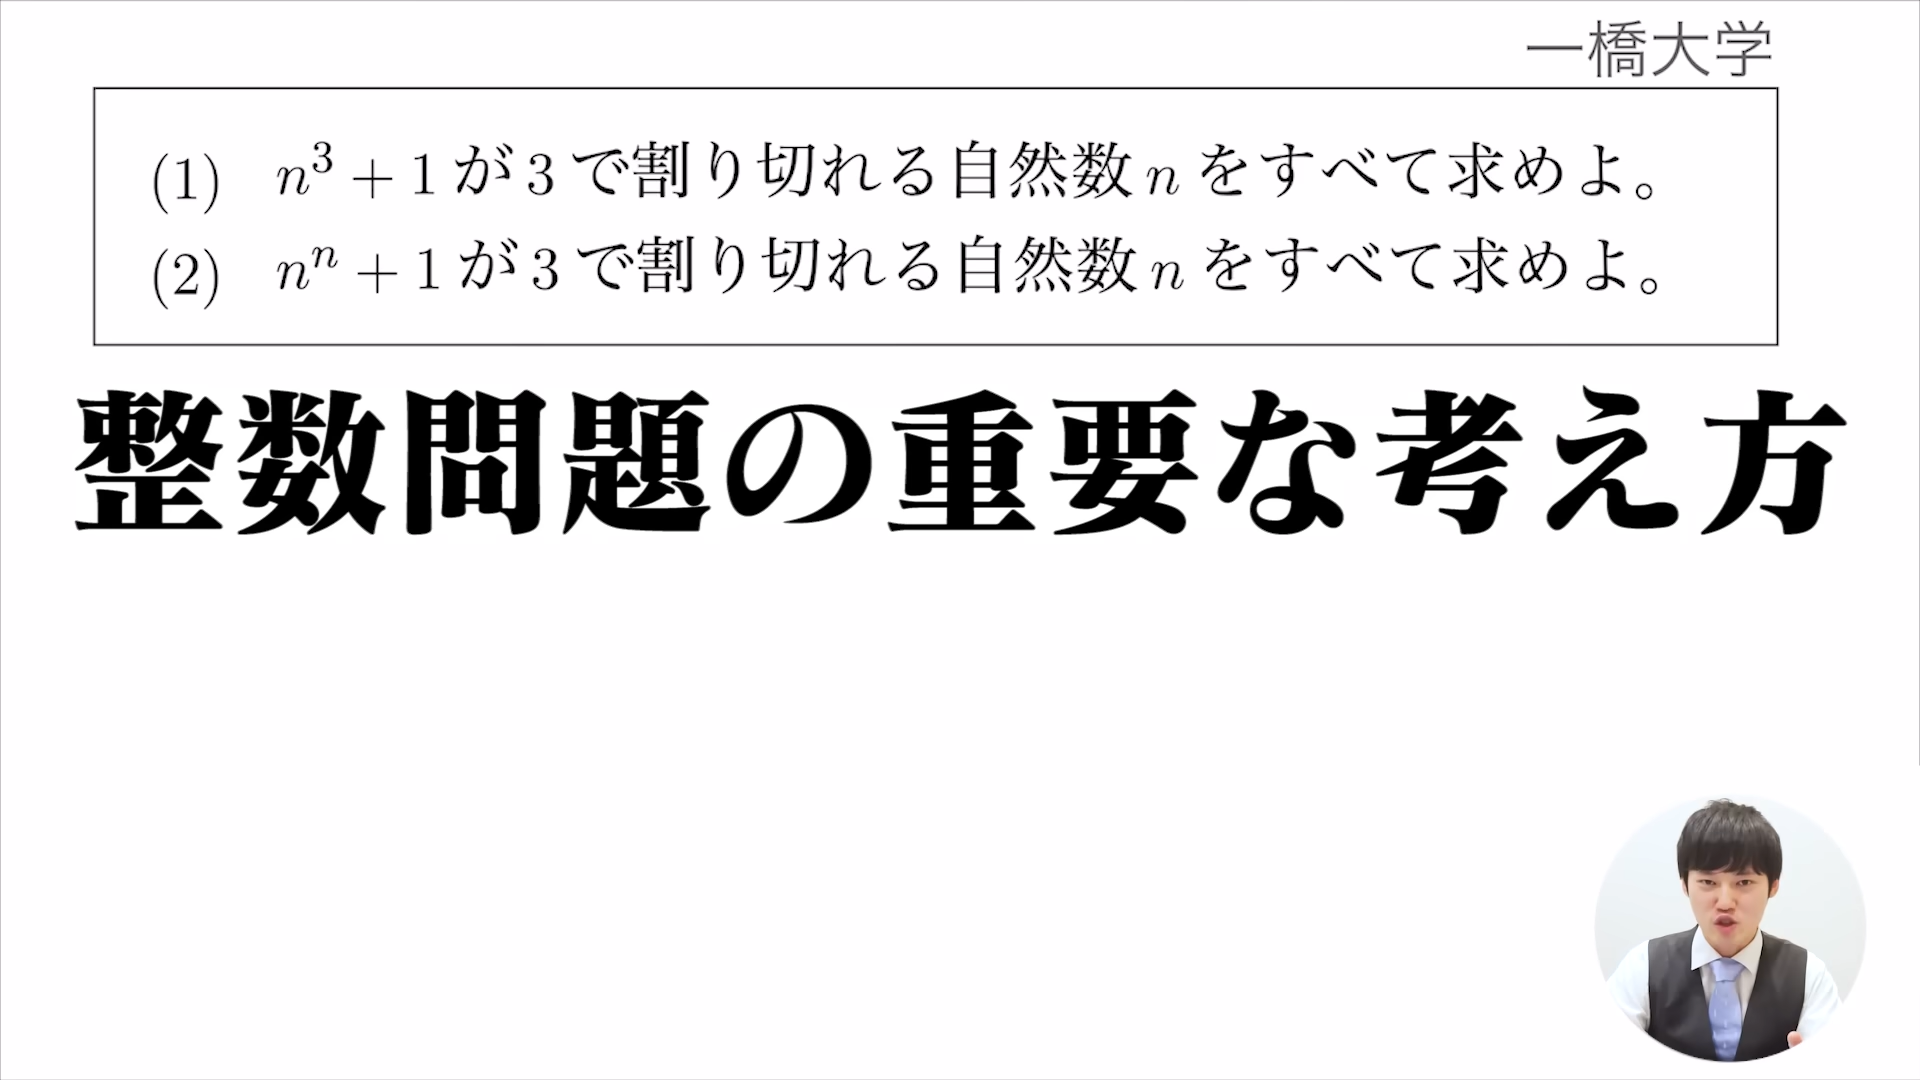 一橋大学
(1) n³ + 1 が 3 で割り切れる自然数 n をすべて求めよ。
(2) nⁿ + 1 が 3 で割り切れる自然数 n をすべて求めよ。
整数問題の重要な考え方